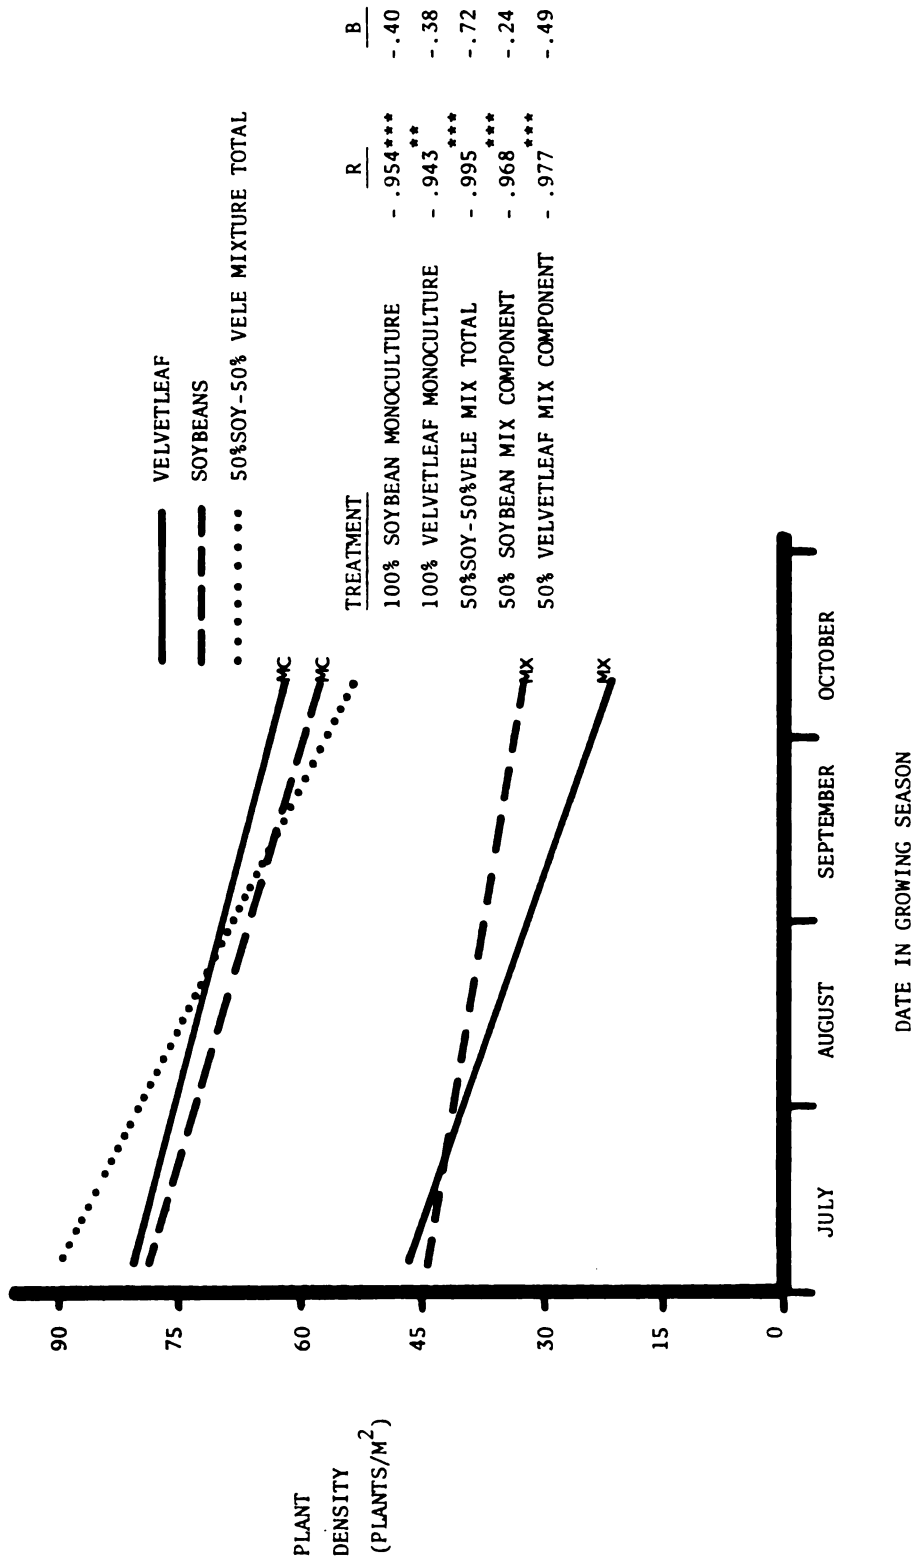 VELVETLEAF
SOYBEANS
50%SOY-50% VELE MIXTURE TOTAL
PLANT
DENSITY
(PLANTS/M²)
90
75
60
45
30
15
0
MC
MC
MX
MX
TREATMENT R B
100% SOYBEAN MONOCULTURE - .954*** -.40
100% VELVETLEAF MONOCULTURE - .943** -.38
50%SOY-50%VELE MIX TOTAL - .995*** -.72
50% SOYBEAN MIX COMPONENT - .968*** -.24
50% VELVETLEAF MIX COMPONENT - .977*** -.49
JULY AUGUST SEPTEMBER OCTOBER
DATE IN GROWING SEASON